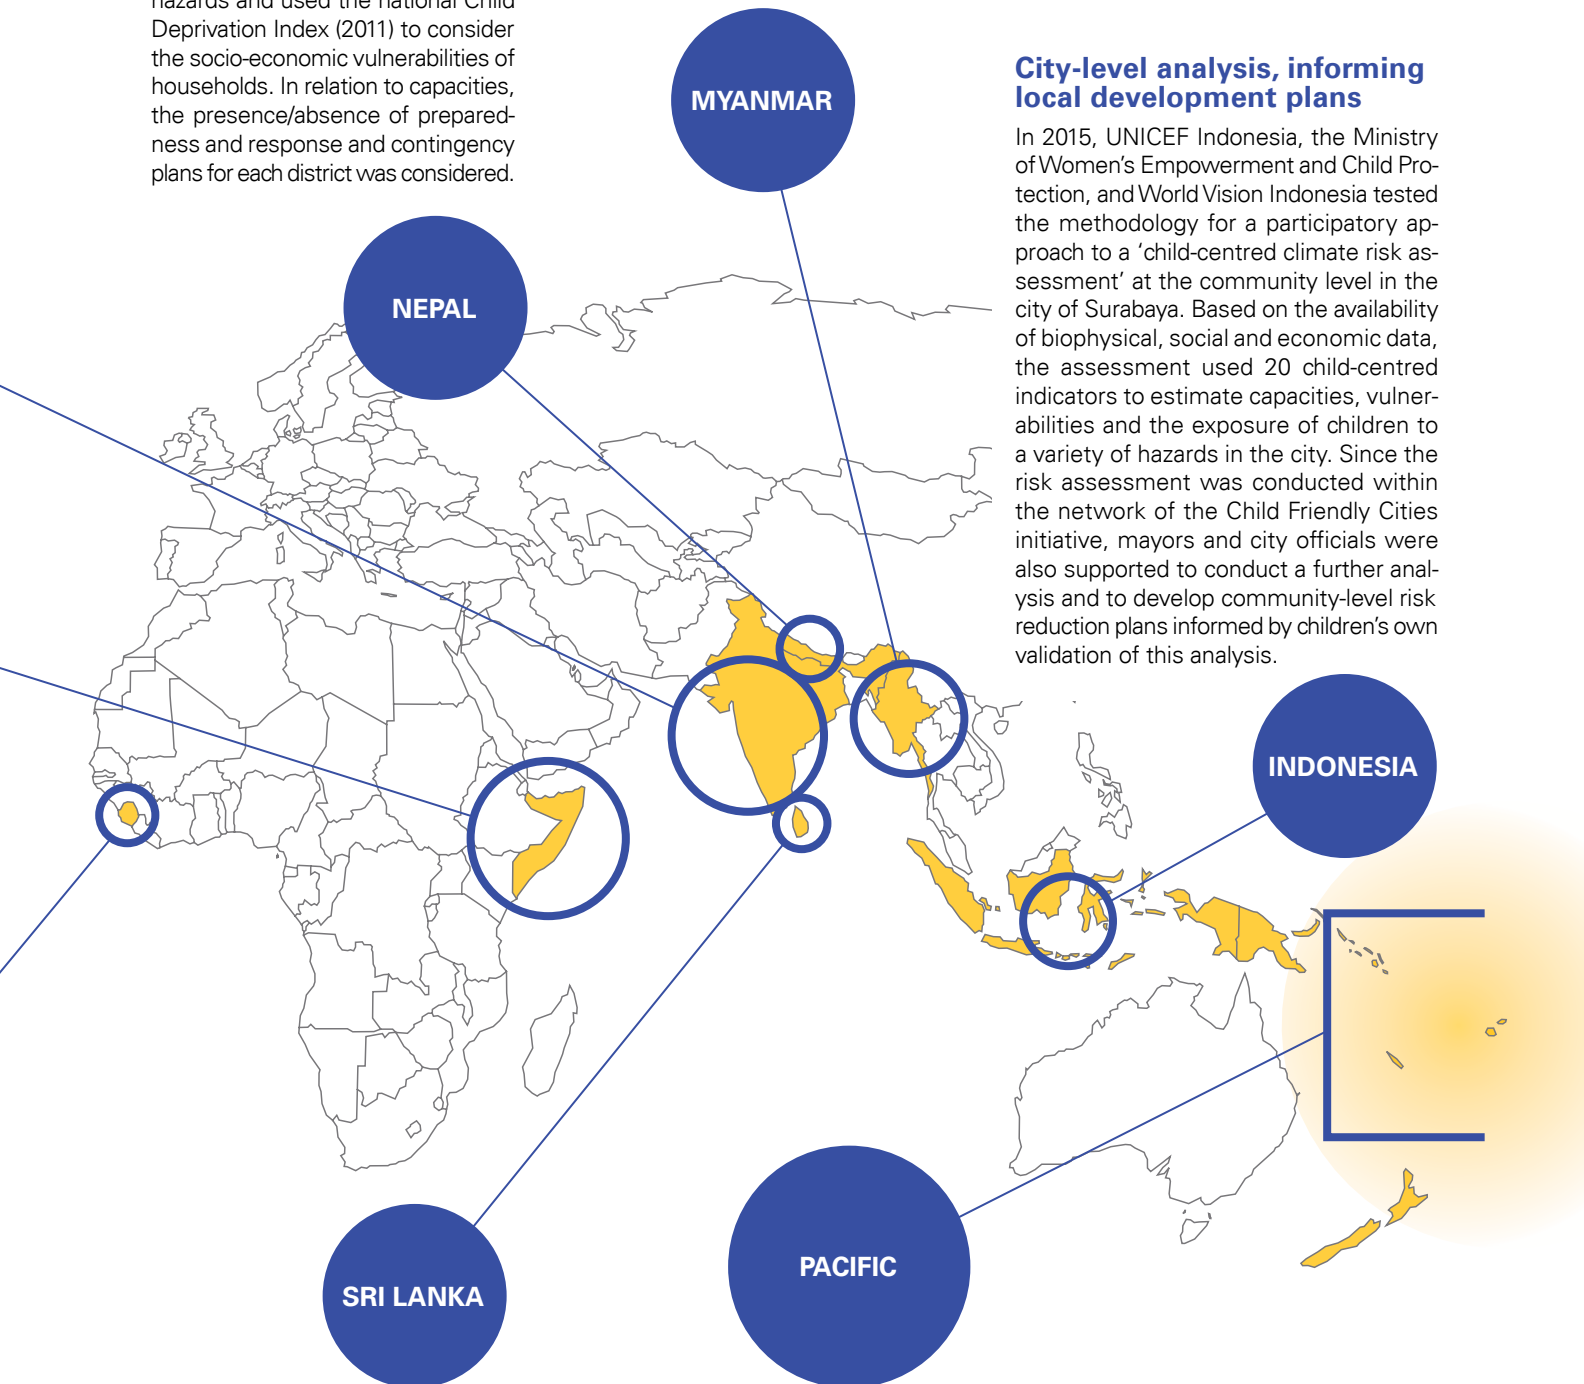 hazards and used the national Child
Deprivation Index (2011) to consider
the socio-economic vulnerabilities of
households. In relation to capacities,
the presence/absence of prepared-
ness and response and contingency
plans for each district was considered.
MYANMAR
City-level analysis, informing
local development plans
In 2015, UNICEF Indonesia, the Ministry
of Women's Empowerment and Child Pro-
tection, and World Vision Indonesia tested
the methodology for a participatory ap-
proach to a 'child-centred climate risk as-
sessment' at the community level in the
city of Surabaya. Based on the availability
of biophysical, social and economic data,
the assessment used 20 child-centred
indicators to estimate capacities, vulner-
abilities and the exposure of children to
a variety of hazards in the city. Since the
risk assessment was conducted within
the network of the Child Friendly Cities
initiative, mayors and city officials were
also supported to conduct a further anal-
ysis and to develop community-level risk
reduction plans informed by children's own
validation of this analysis.
NEPAL
INDONESIA
SRI LANKA
PACIFIC